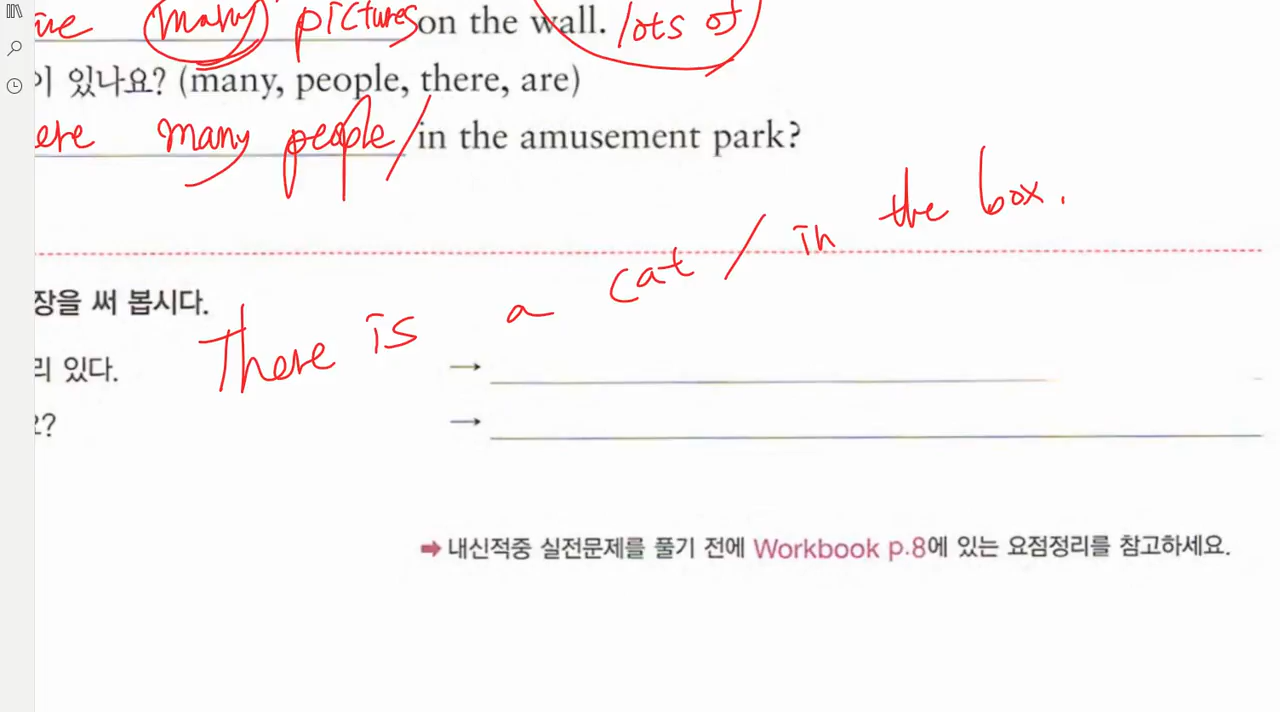 many pictures on the wall. lots of
이 있나요? (many, people, there, are)
many people / in the amusement park?
There is a cat / in the box.
장을 써 봅시다.
리 있다. →
요? →
➡ 내신적중 실전문제를 풀기 전에 Workbook p.8에 있는 요점정리를 참고하세요.